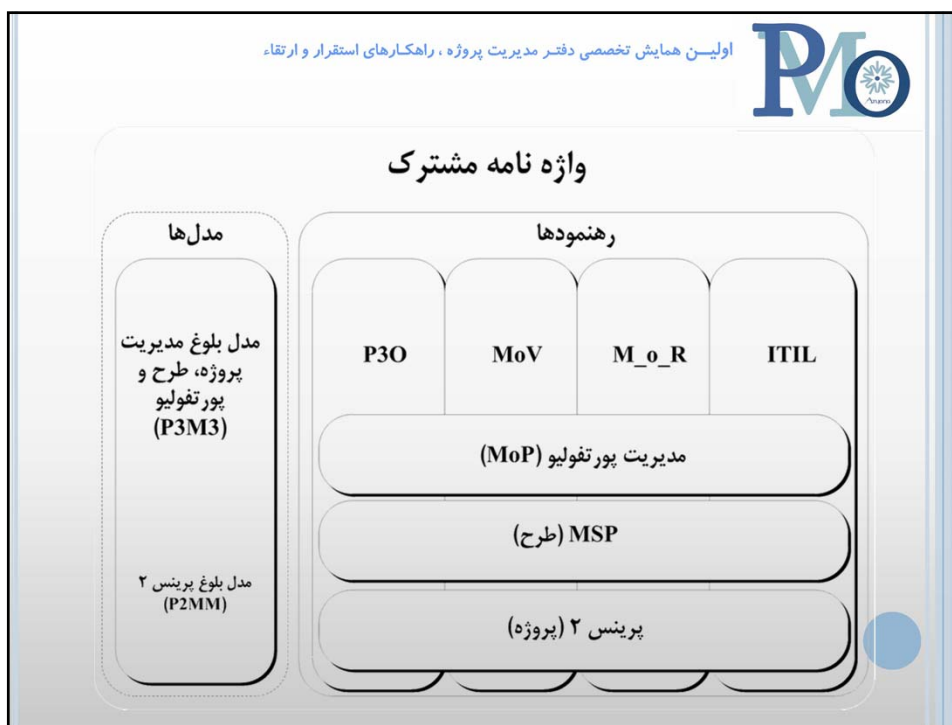 اولیــن همایش تخصصی دفتـر مدیریت پروژه ، راهکـارهای استقرار و ارتقاء
PMO
واژه نامه مشترک
رهنمودها
مدل‌ها
ITIL
M_o_R
MoV
P3O
مدیریت پورتفولیو (MoP)
MSP (طرح)
پرینس ۲ (پروژه)
مدل بلوغ مدیریت
پروژه، طرح و
پورتفولیو
(P3M3)
مدل بلوغ پرینس ۲
(P2MM)